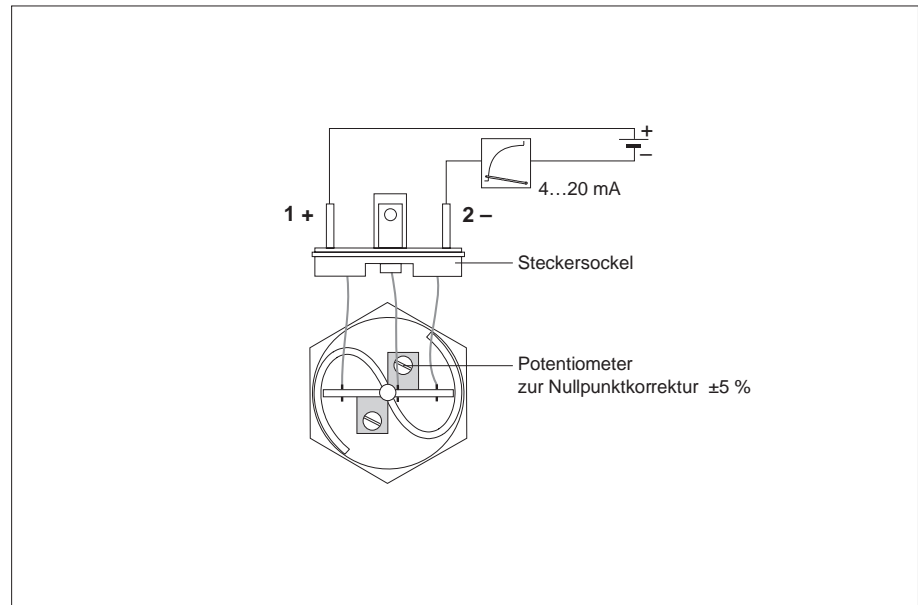 +
–
4…20 mA
1 +
2 –
Steckersockel
Potentiometer
zur Nullpunktkorrektur ±5 %